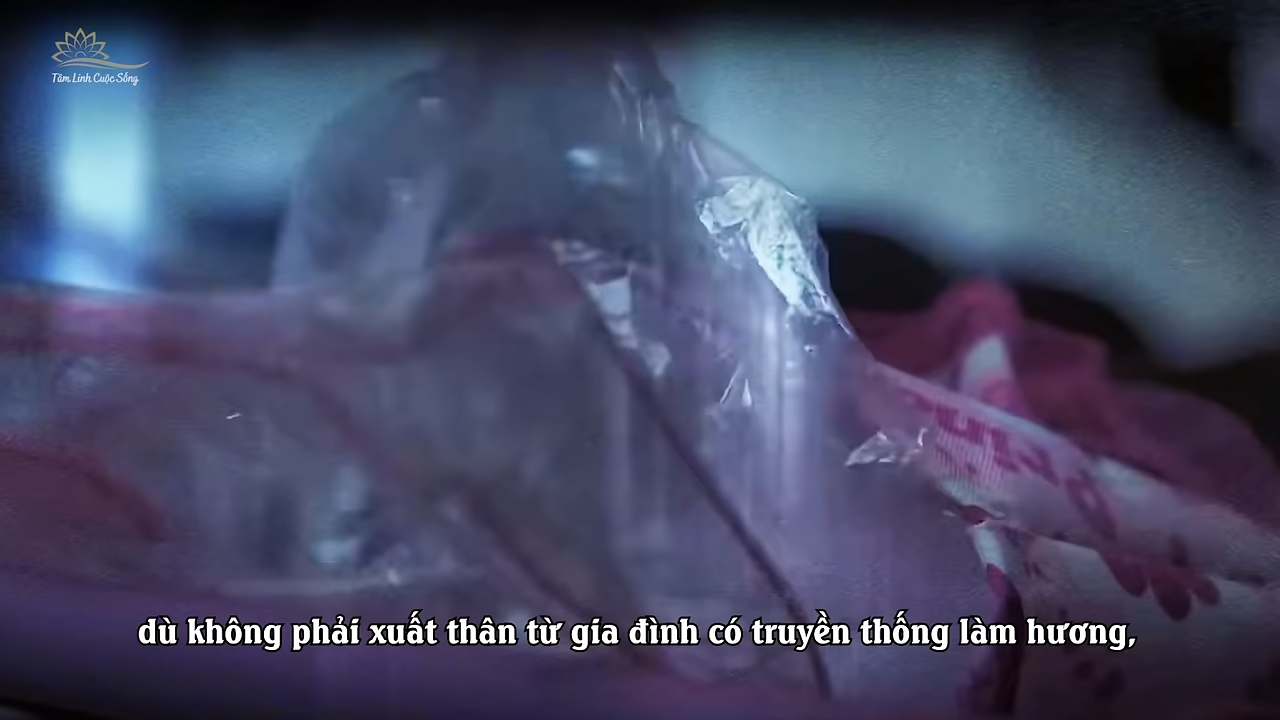 Tâm Linh Cuộc Sống
dù không phải xuất thân từ gia đình có truyền thống làm hương,